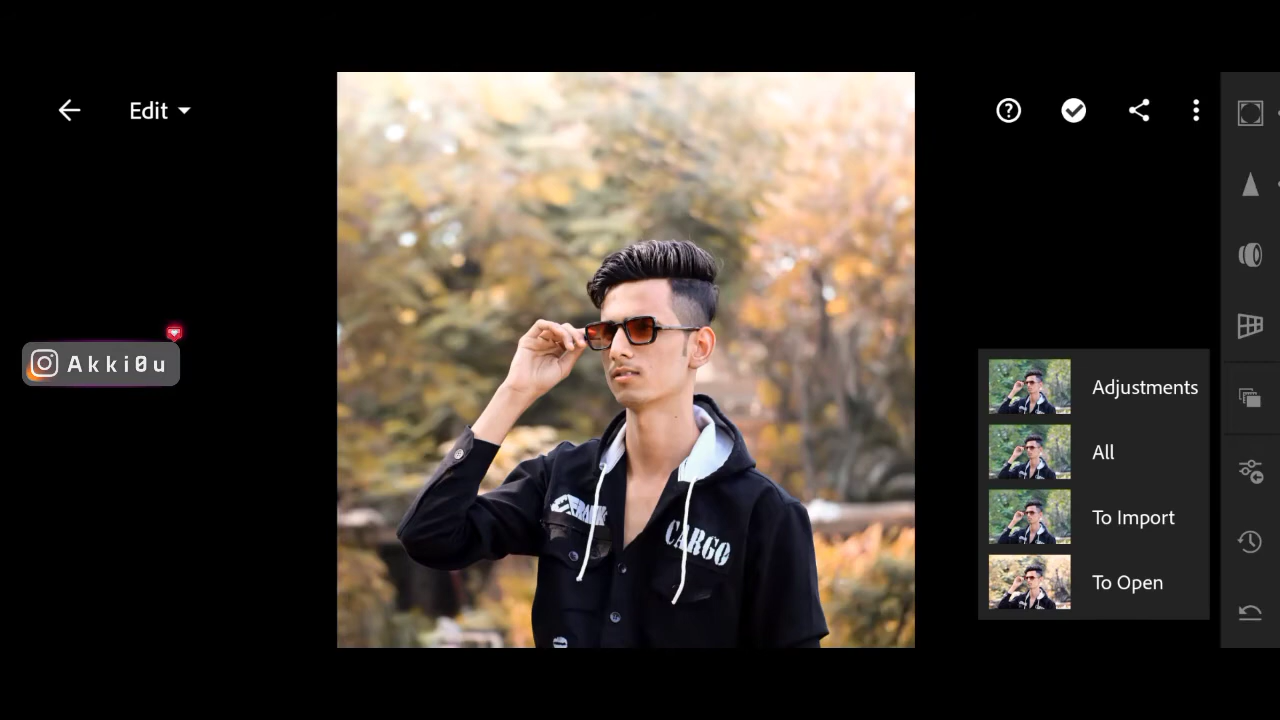 Edit
Akki0u
CARGO
Adjustments
All
To Import
To Open